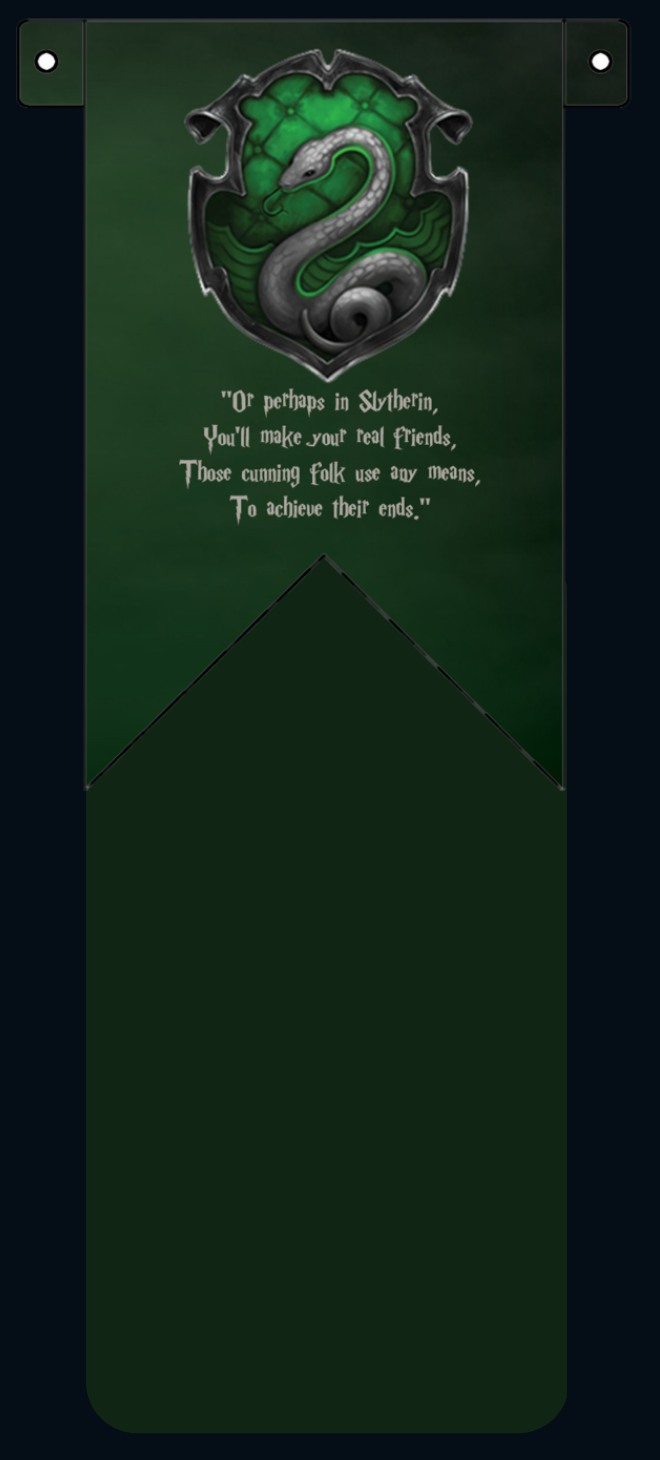 "Or perhaps in Slytherin,
You'll make your real friends,
Those cunning folk use any means,
To achieve their ends."